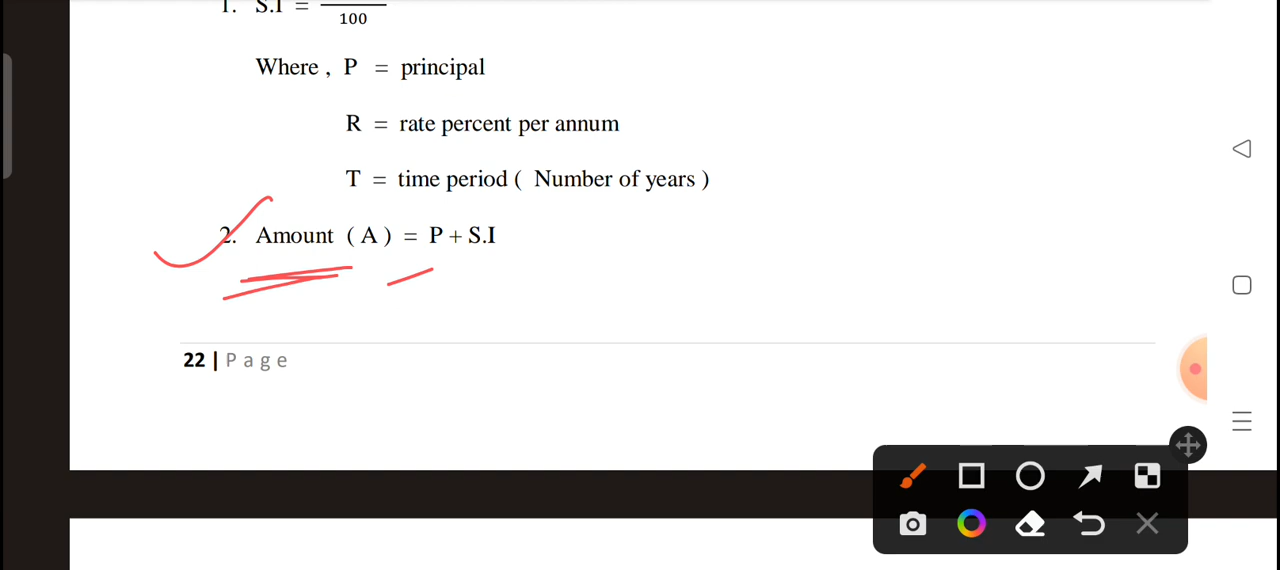 1. S.I =
100
Where , P = principal
R = rate percent per annum
T = time period ( Number of years )
2. Amount ( A ) = P + S.I
22 | Page